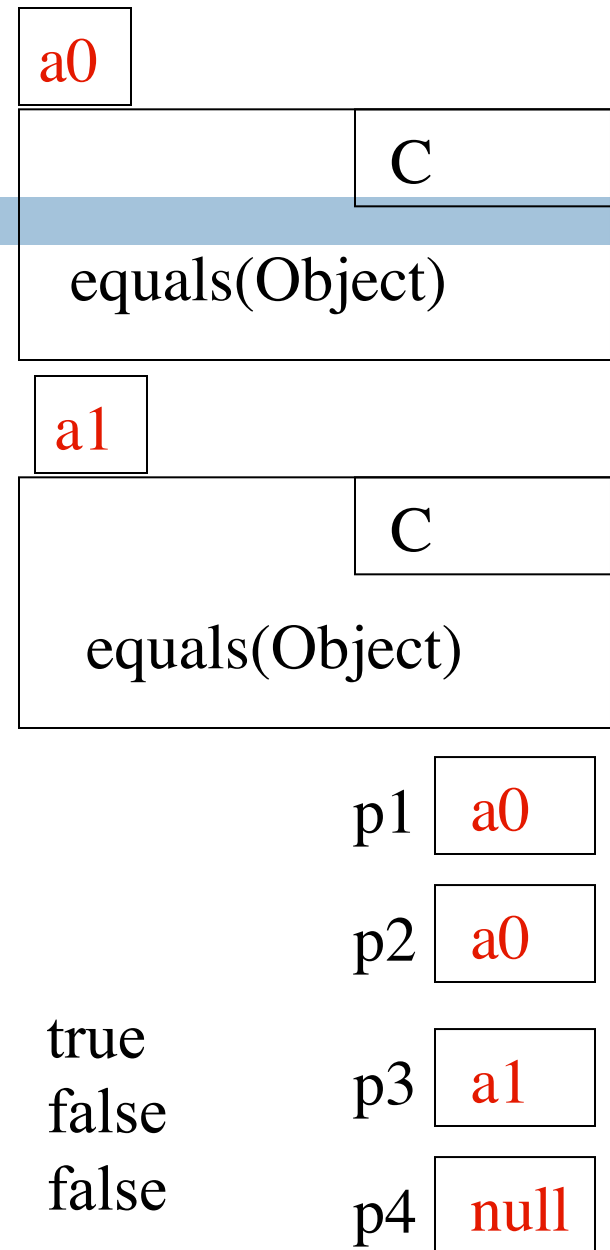 a0
C
equals(Object)
a1
C
equals(Object)
p1 a0
p2 a0
true
false
false
p3 a1
p4 null